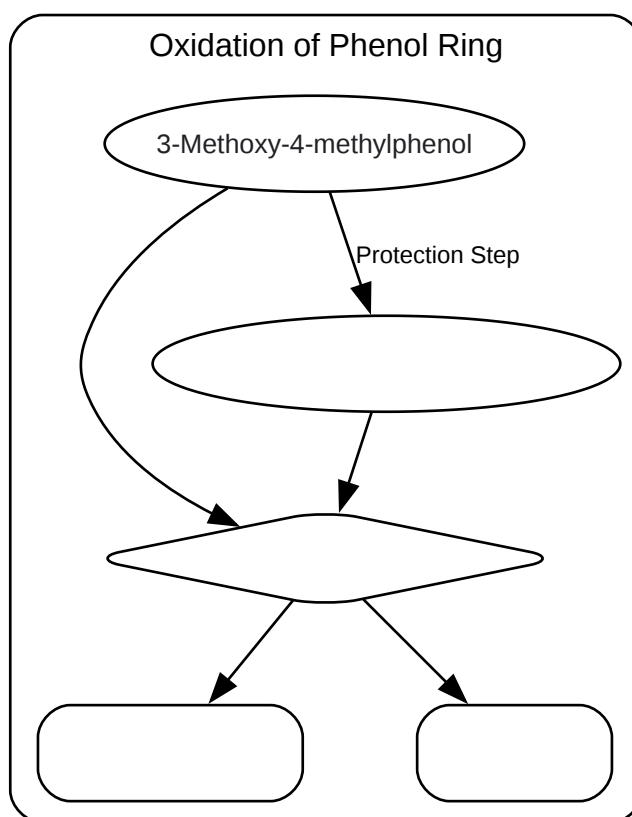 Oxidation of Phenol Ring
3-Methoxy-4-methylphenol
Protection Step